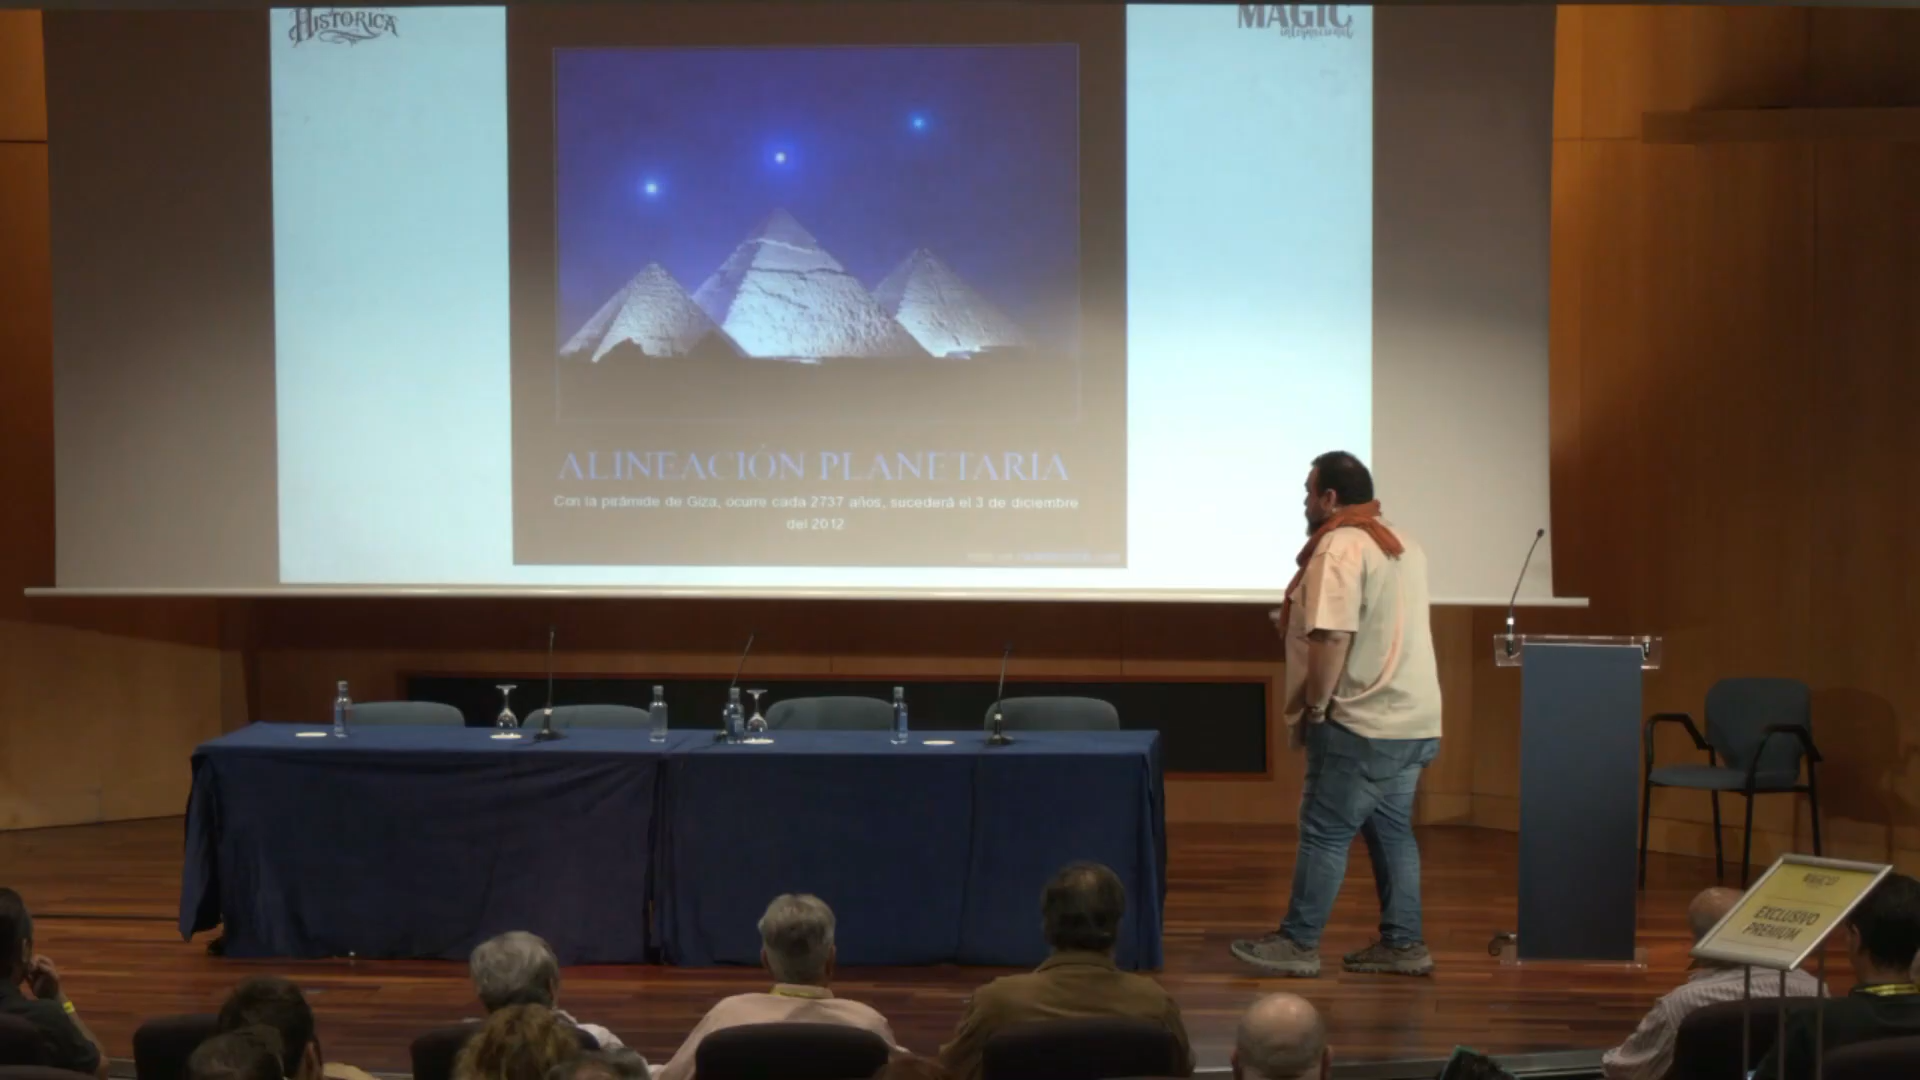 HISTORICA
MAGIC
internacional
ALINEACIÓN PLANETARIA
Con la pirámide de Giza, ocurre cada 2737 años, sucederá el 3 de diciembre
del 2012
EXCLUSIVO
PREMIUM